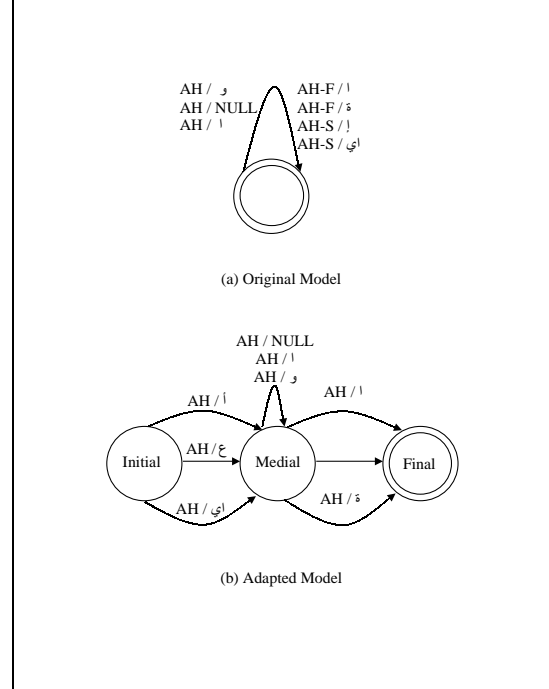 AH / و
AH / NULL
AH / ا
AH-F / ا
AH-F / ة
AH-S / إ
AH-S / اي
(a) Original Model
AH / NULL
AH / ا
AH / و
AH / أ
AH / ا
AH / ع
Initial
Medial
Final
AH / اي
AH / ة
(b) Adapted Model